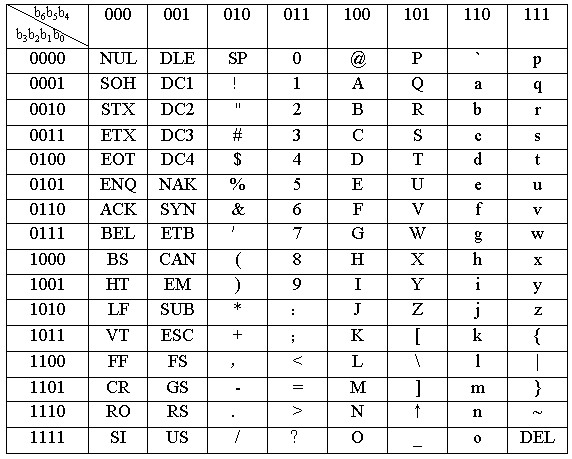 b₆b₅b₄ 000 001 010 011 100 101 110 111
b₃b₂b₁b₀
0000 NUL DLE SP 0 @ P ` p
0001 SOH DC1 ! 1 A Q a q
0010 STX DC2 " 2 B R b r
0011 ETX DC3 # 3 C S c s
0100 EOT DC4 $ 4 D T d t
0101 ENQ NAK % 5 E U e u
0110 ACK SYN & 6 F V f v
0111 BEL ETB ′ 7 G W g w
1000 BS CAN ( 8 H X h x
1001 HT EM ) 9 I Y i y
1010 LF SUB * : J Z j z
1011 VT ESC + ; K [ k {
1100 FF FS , < L \ l |
1101 CR GS - = M ] m }
1110 RO RS . > N ↑ n ~
1111 SI US / ? O _ o DEL